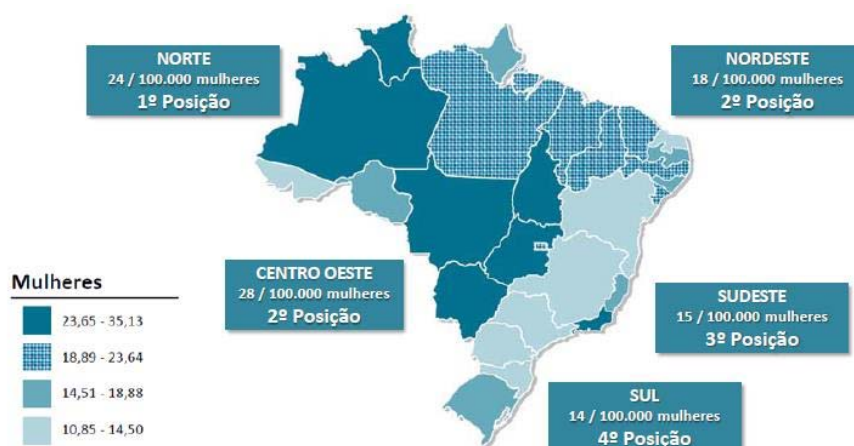 NORTE
24 / 100.000 mulheres
1º Posição
NORDESTE
18 / 100.000 mulheres
2º Posição
CENTRO OESTE
28 / 100.000 mulheres
2º Posição
SUDESTE
15 / 100.000 mulheres
3º Posição
SUL
14 / 100.000 mulheres
4º Posição
Mulheres
23,65 - 35,13
18,89 - 23,64
14,51 - 18,88
10,85 - 14,50